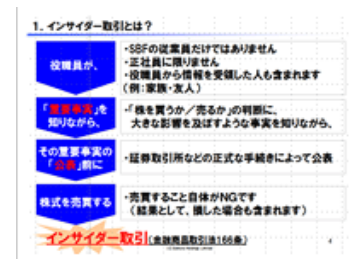 1. インサイダー取引とは？
役職員が、
・SBFの従業員だけではありません
・正社員に限りません
・役職員から情報を受領した人も含まれます
（例：家族・友人）
「重要事実」を
知りながら、
・「株を買うか／売るか」の判断に、
大きな影響を及ぼすような事実を知りながら、
その重要事実の
「公表」前に
・証券取引所などの正式な手続きによって公表
株式を売買する
・売買すること自体がNGです
（結果として、損した場合も含まれます）
インサイダー取引（金融商品取引法166条）
4